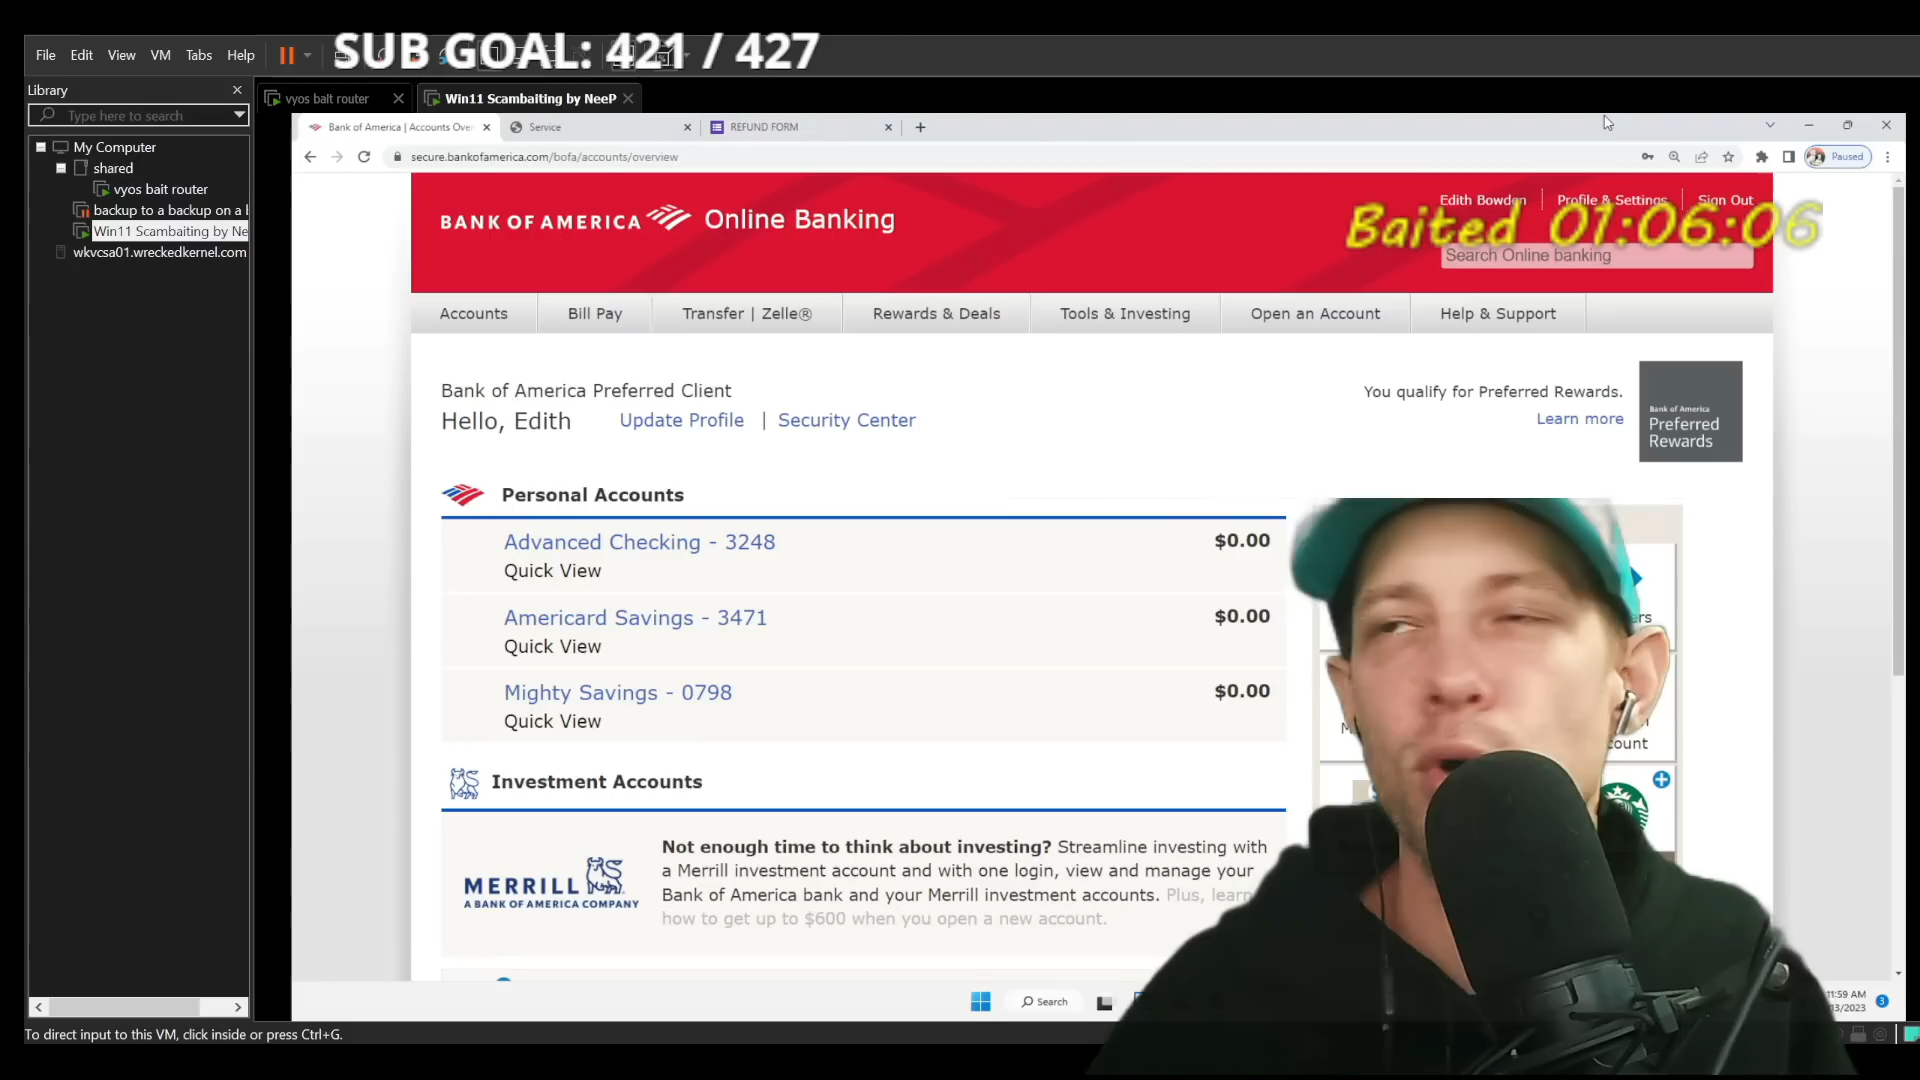 SUB GOAL: 421 / 427
File Edit View VM Tabs Help
Library
vyos bait router
Win11 Scambaiting by NeeP
Type here to search
My Computer
shared
vyos bait router
backup to a backup on a
Win11 Scambaiting by Ne
wkvcsa01.wreckedkernel.com
Bank of America | Accounts Over
Service
REFUND FORM
secure.bankofamerica.com/bofa/accounts/overview
Paused
BANK OF AMERICA Online Banking
Edith Bowden Profile & Settings Sign Out
Baited 01:06:06
Search Online banking
Accounts Bill Pay Transfer | Zelle® Rewards & Deals Tools & Investing Open an Account Help & Support
Bank of America Preferred Client
Hello, Edith Update Profile | Security Center
You qualify for Preferred Rewards.
Learn more
Bank of America
Preferred
Rewards
Personal Accounts
Advanced Checking - 3248 $0.00
Quick View
Americard Savings - 3471 $0.00
Quick View
Mighty Savings - 0798 $0.00
Quick View
ount
Investment Accounts
MERRILL
A BANK OF AMERICA COMPANY
Not enough time to think about investing? Streamline investing with
a Merrill investment account and with one login, view and manage your
Bank of America bank and your Merrill investment accounts. Plus, learn
how to get up to $600 when you open a new account.
Search
11:59 AM
13/2023
3
To direct input to this VM, click inside or press Ctrl+G.